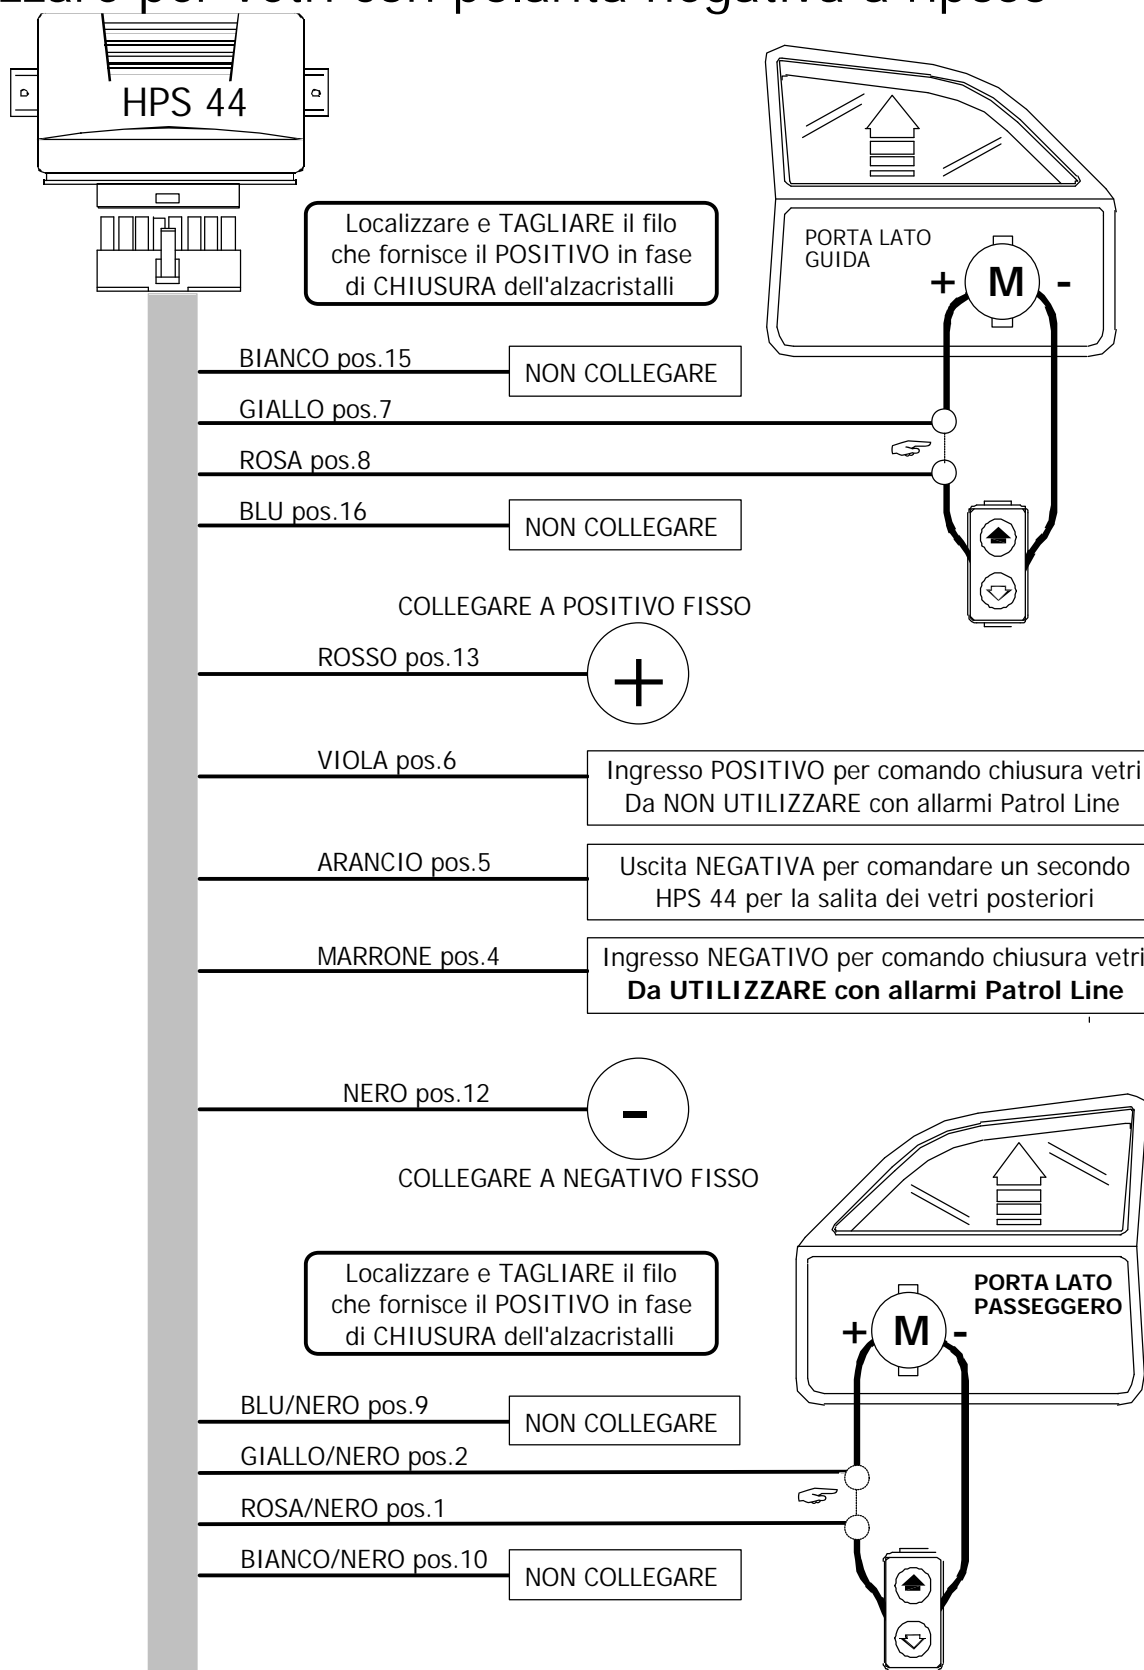 per vetri con polarità negativa a riposo
HPS 44
Localizzare e TAGLIARE il filo
che fornisce il POSITIVO in fase
di CHIUSURA dell'alzacristalli
PORTA LATO
GUIDA
+ M -
BIANCO pos.15
NON COLLEGARE
GIALLO pos.7
ROSA pos.8
BLU pos.16
NON COLLEGARE
COLLEGARE A POSITIVO FISSO
ROSSO pos.13
+
VIOLA pos.6
Ingresso POSITIVO per comando chiusura vetri
Da NON UTILIZZARE con allarmi Patrol Line
ARANCIO pos.5
Uscita NEGATIVA per comandare un secondo
HPS 44 per la salita dei vetri posteriori
MARRONE pos.4
Ingresso NEGATIVO per comando chiusura vetri
Da UTILIZZARE con allarmi Patrol Line
NERO pos.12
-
COLLEGARE A NEGATIVO FISSO
Localizzare e TAGLIARE il filo
che fornisce il POSITIVO in fase
di CHIUSURA dell'alzacristalli
PORTA LATO
PASSEGGERO
+ M -
BLU/NERO pos.9
NON COLLEGARE
GIALLO/NERO pos.2
ROSA/NERO pos.1
BIANCO/NERO pos.10
NON COLLEGARE